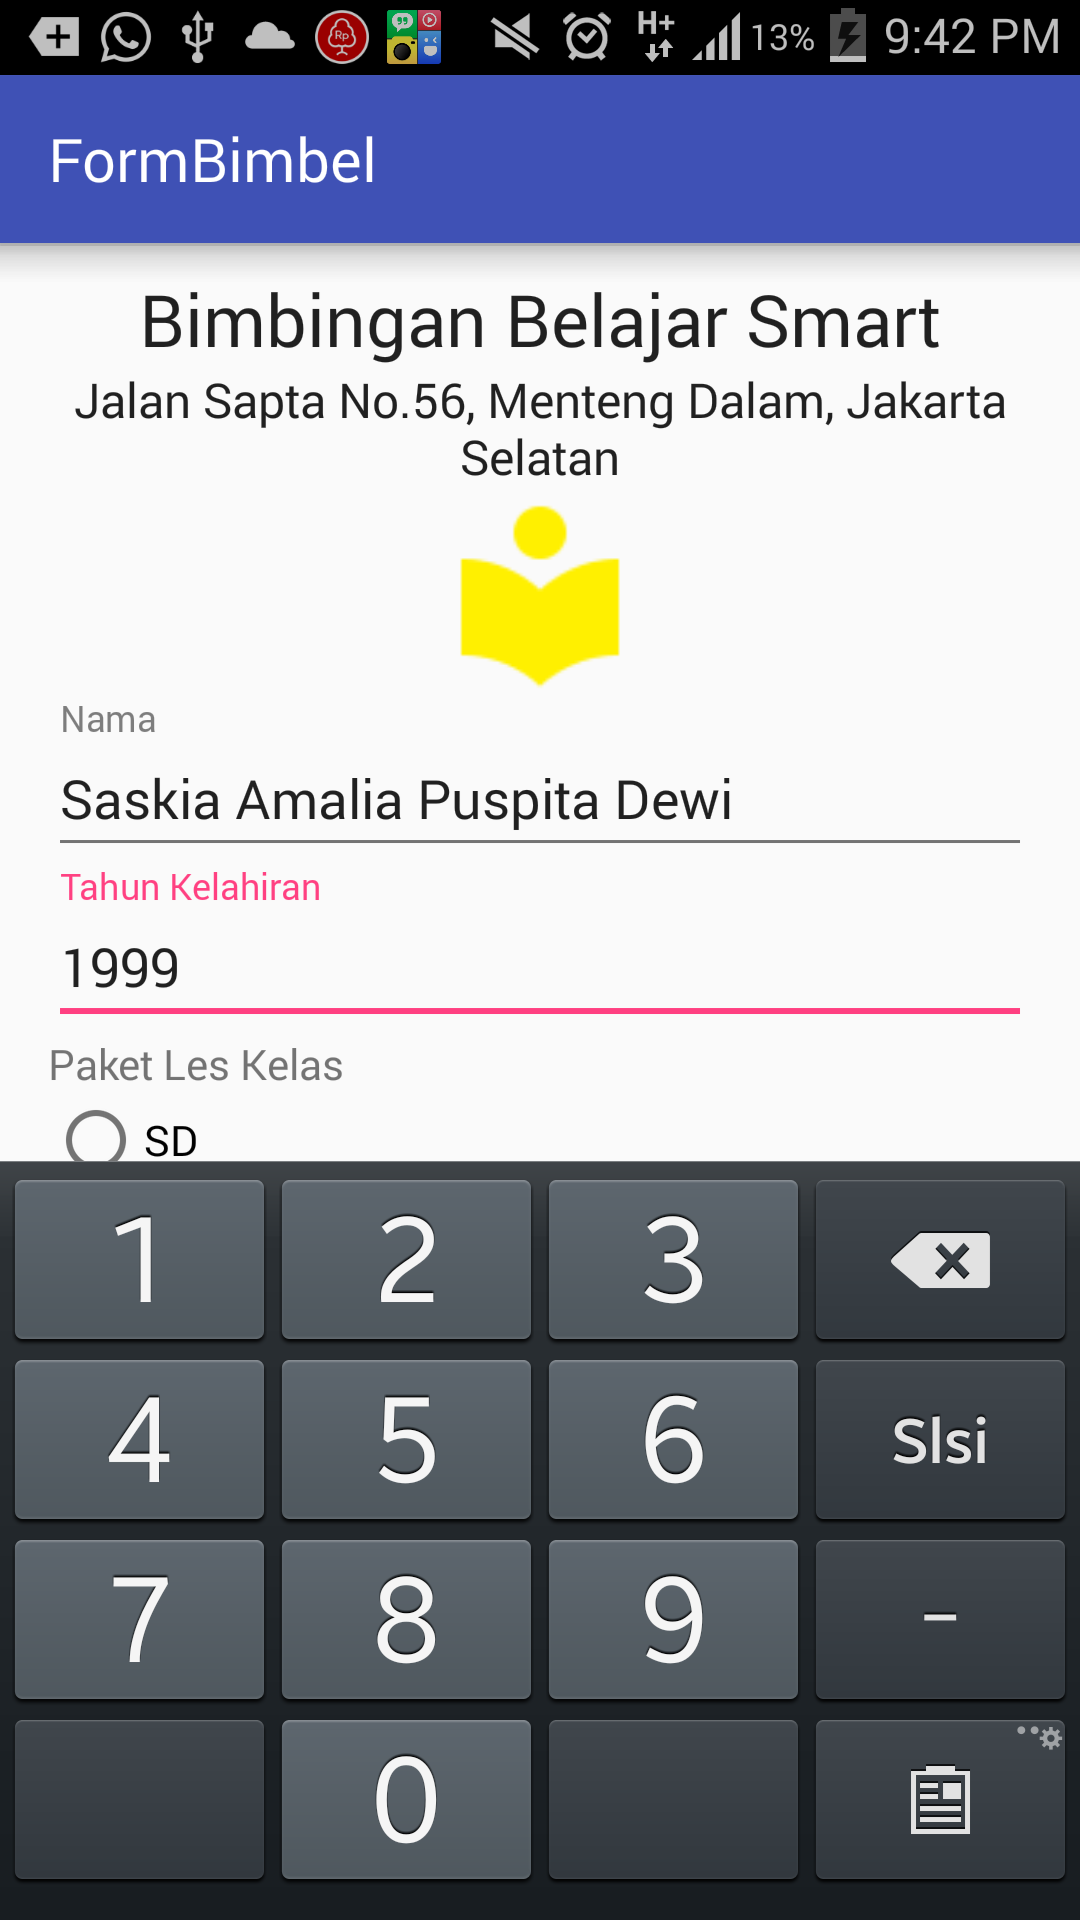 H+ 13% 9:42 PM
FormBimbel
Bimbingan Belajar Smart
Jalan Sapta No.56, Menteng Dalam, Jakarta
Selatan
Nama
Saskia Amalia Puspita Dewi
Tahun Kelahiran
1999
Paket Les Kelas
SD
1 2 3
4 5 6 Slsi
7 8 9 -
0